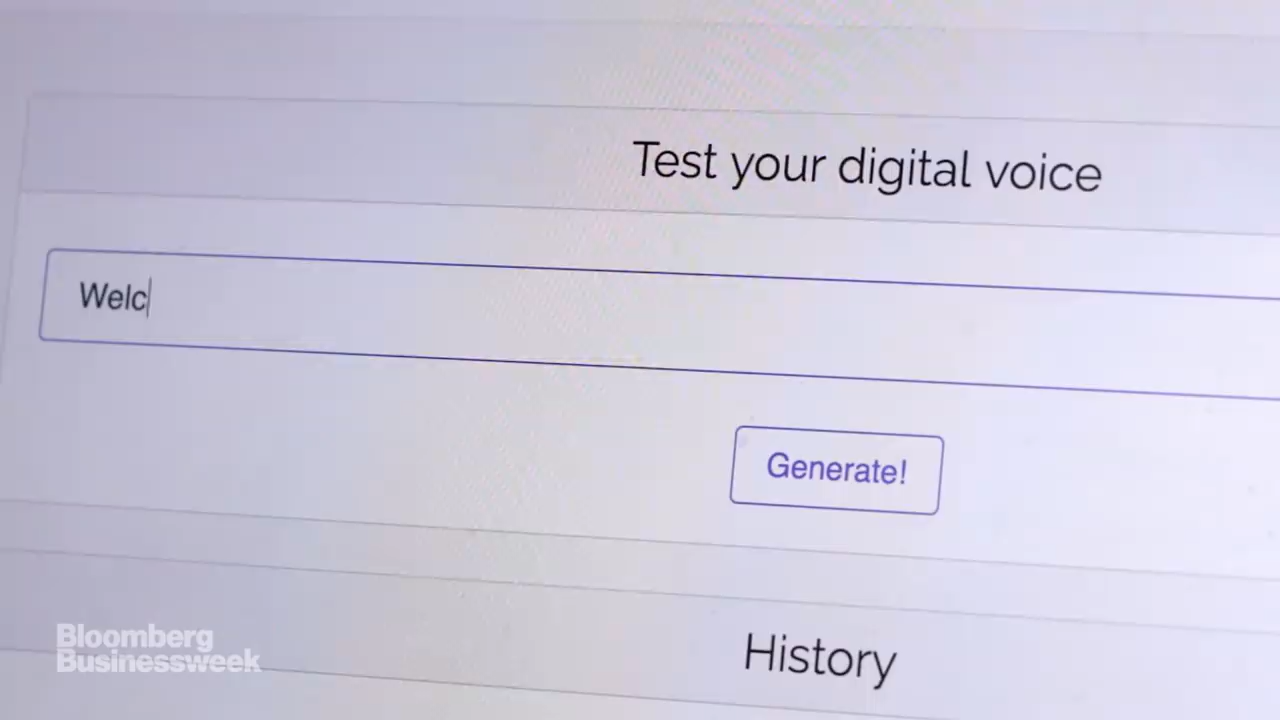 Test your digital voice
Welc
Generate!
History
Bloomberg
Businessweek